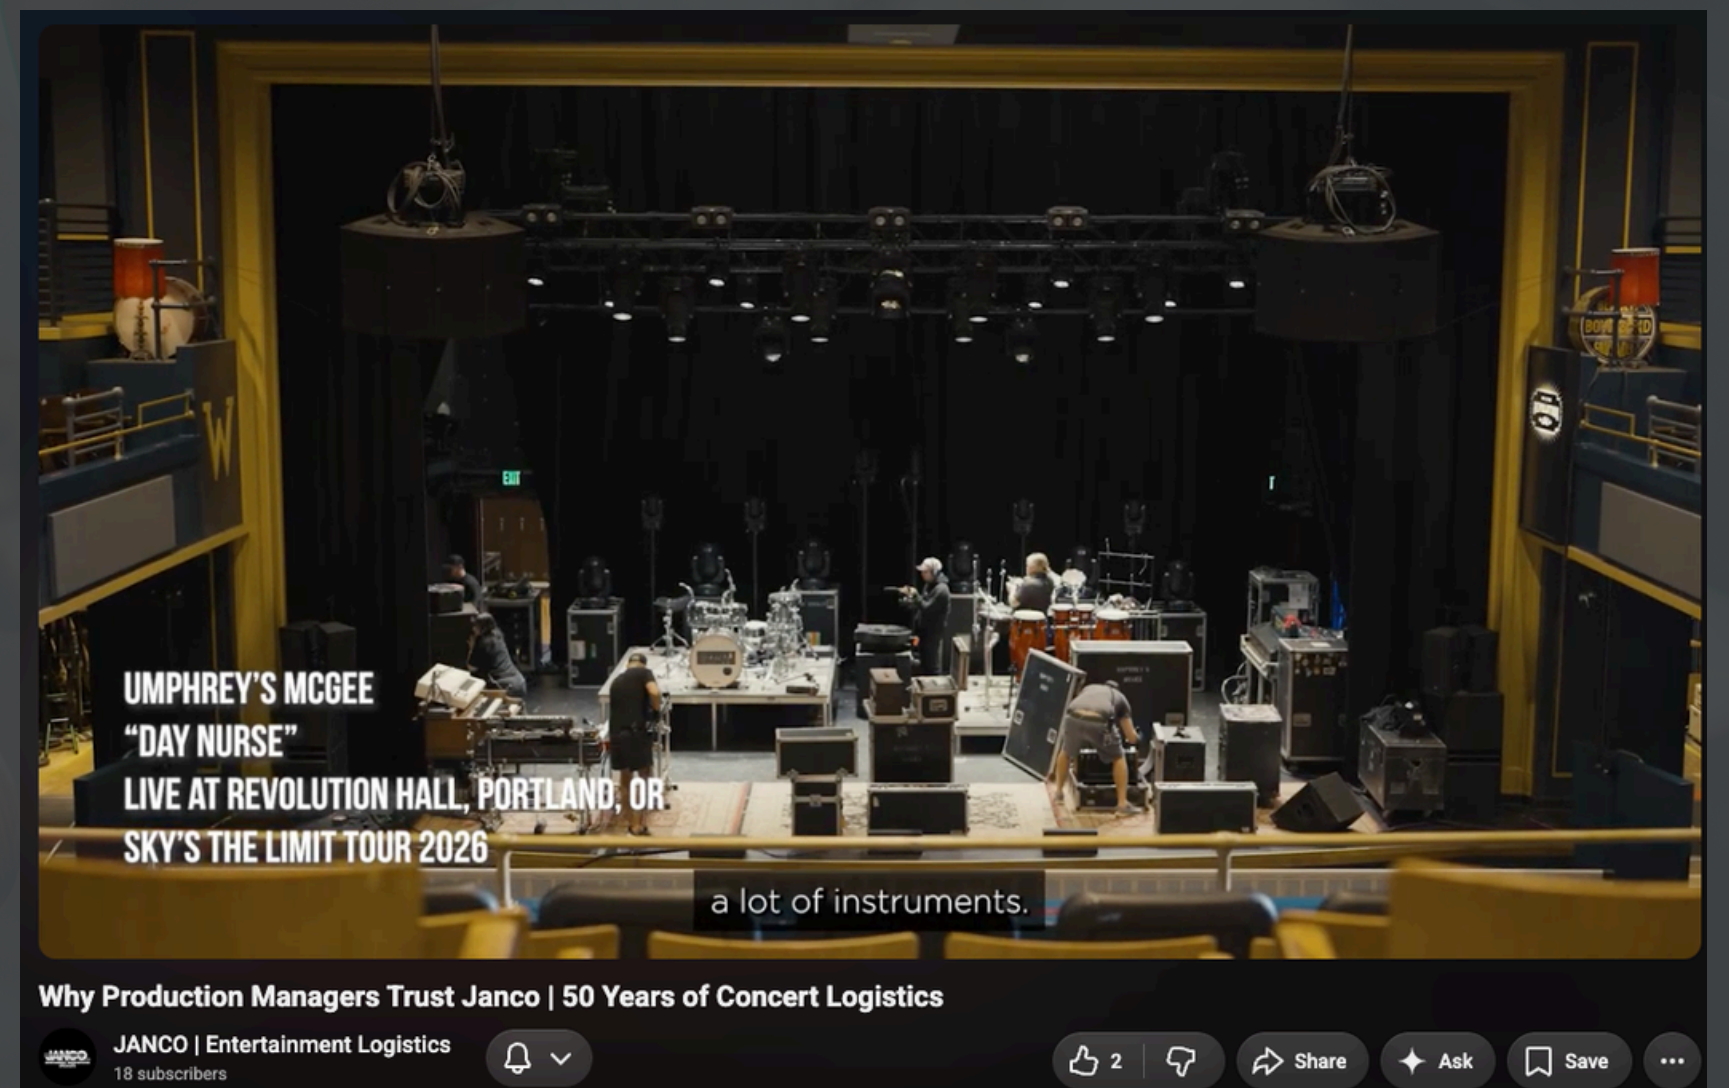 W
EXIT
T
UMPHREY'S MCGEE
“DAY NURSE”
LIVE AT REVOLUTION HALL, PORTLAND, OR
SKY'S THE LIMIT TOUR 2026
a lot of instruments.
Why Production Managers Trust Janco | 50 Years of Concert Logistics
JANCO
JANCO | Entertainment Logistics
18 subscribers
2
Share
Ask
Save